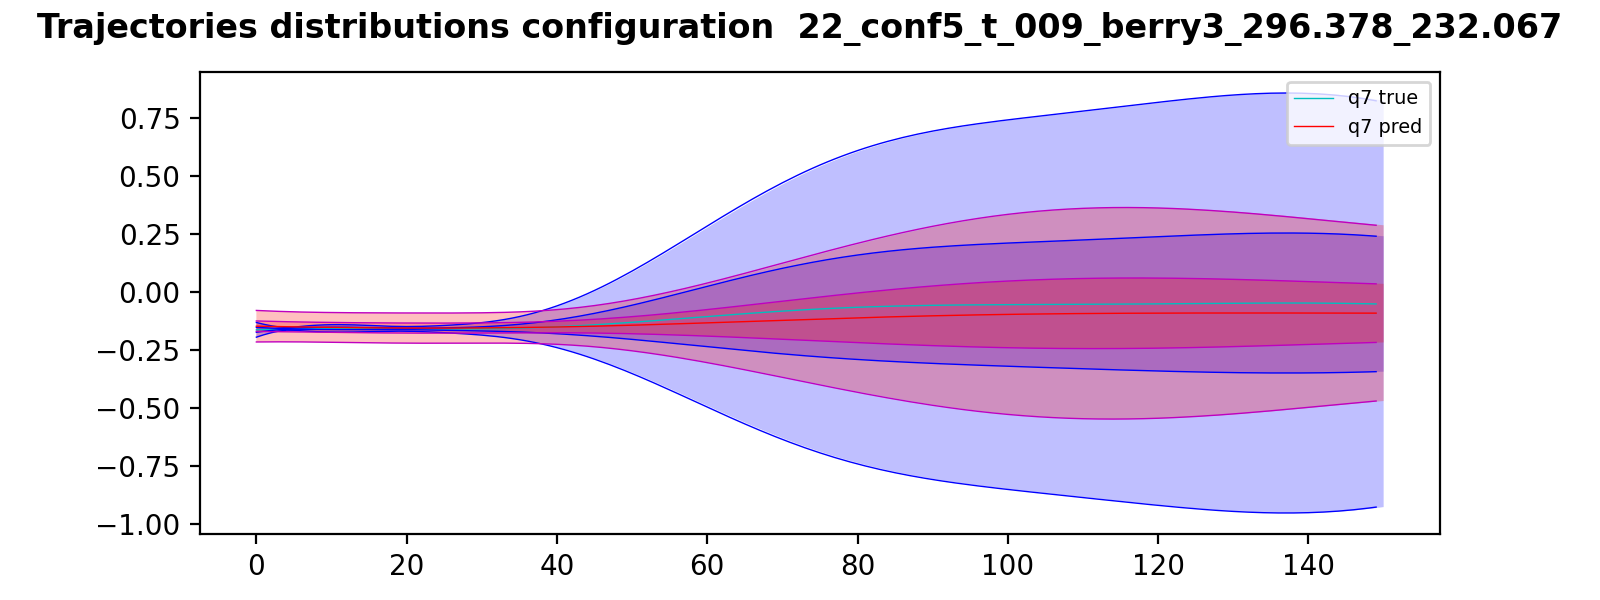 Trajectories distributions configuration  22_conf5_t_009_berry3_296.378_232.067
q7 true
q7 pred
0.75
0.50
0.25
0.00
−0.25
−0.50
−0.75
−1.00
0 20 40 60 80 100 120 140